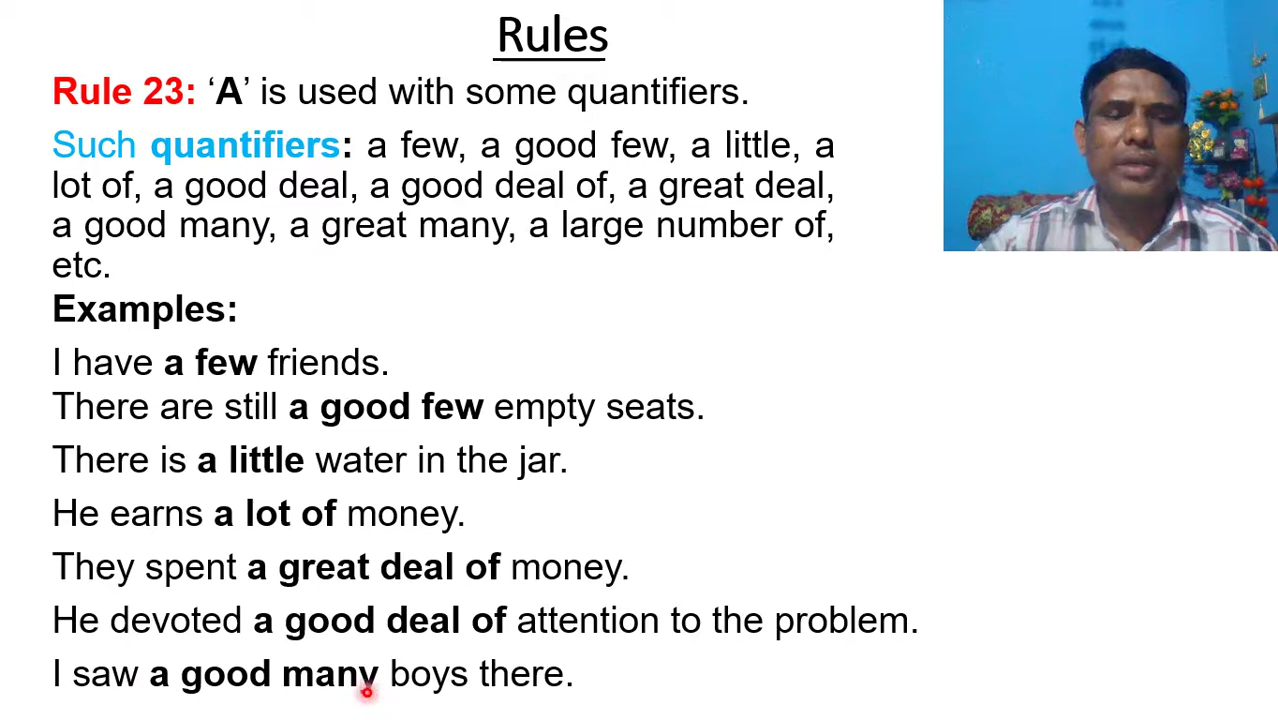 Rules
Rule 23: ‘A’ is used with some quantifiers.
Such quantifiers: a few, a good few, a little, a
lot of, a good deal, a good deal of, a great deal,
a good many, a great many, a large number of,
etc.
Examples:
I have a few friends.
There are still a good few empty seats.
There is a little water in the jar.
He earns a lot of money.
They spent a great deal of money.
He devoted a good deal of attention to the problem.
I saw a good many boys there.